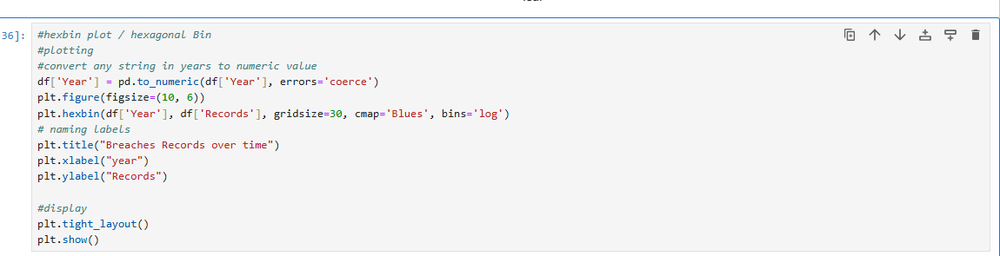 36]:
#hexbin plot / hexagonal Bin
#plotting
#convert any string in years to numeric value
df['Year'] = pd.to_numeric(df['Year'], errors='coerce')
plt.figure(figsize=(10, 6))
plt.hexbin(df['Year'], df['Records'], gridsize=30, cmap='Blues', bins='log')
# naming labels
plt.title("Breaches Records over time")
plt.xlabel("year")
plt.ylabel("Records")
#display
plt.tight_layout()
plt.show()